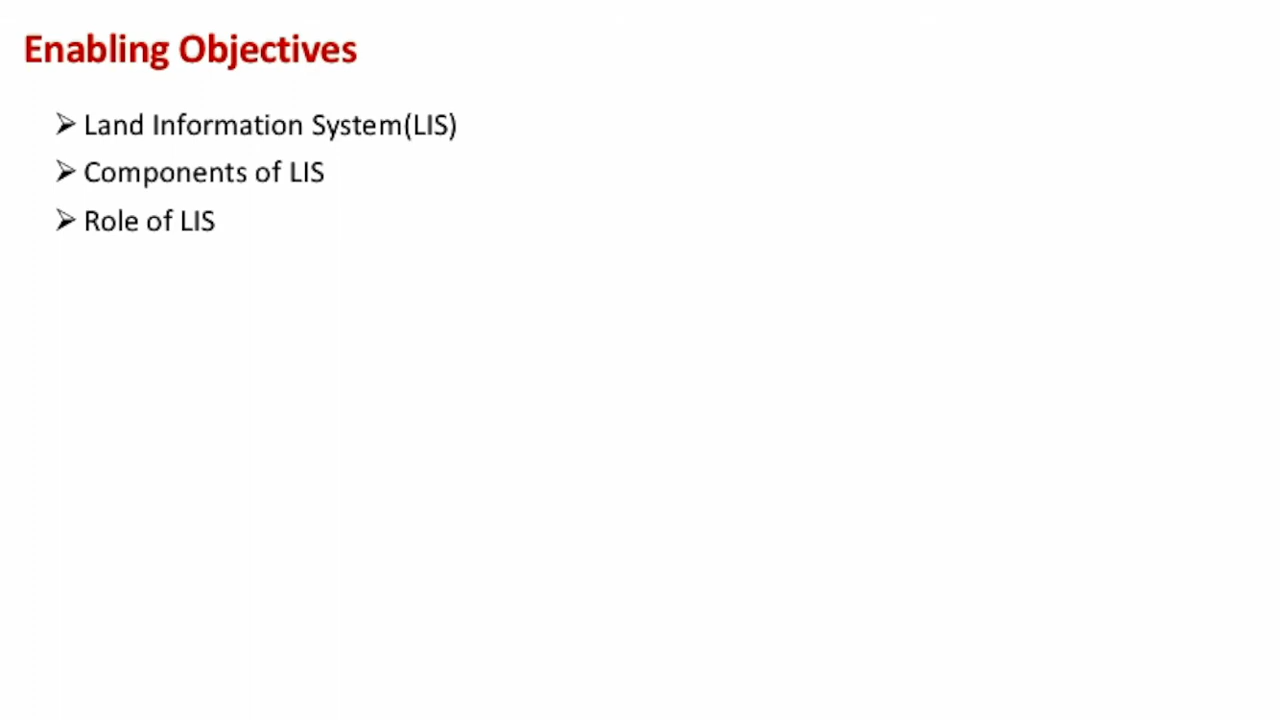 Enabling Objectives
➢ Land Information System(LIS)
➢ Components of LIS
➢ Role of LIS